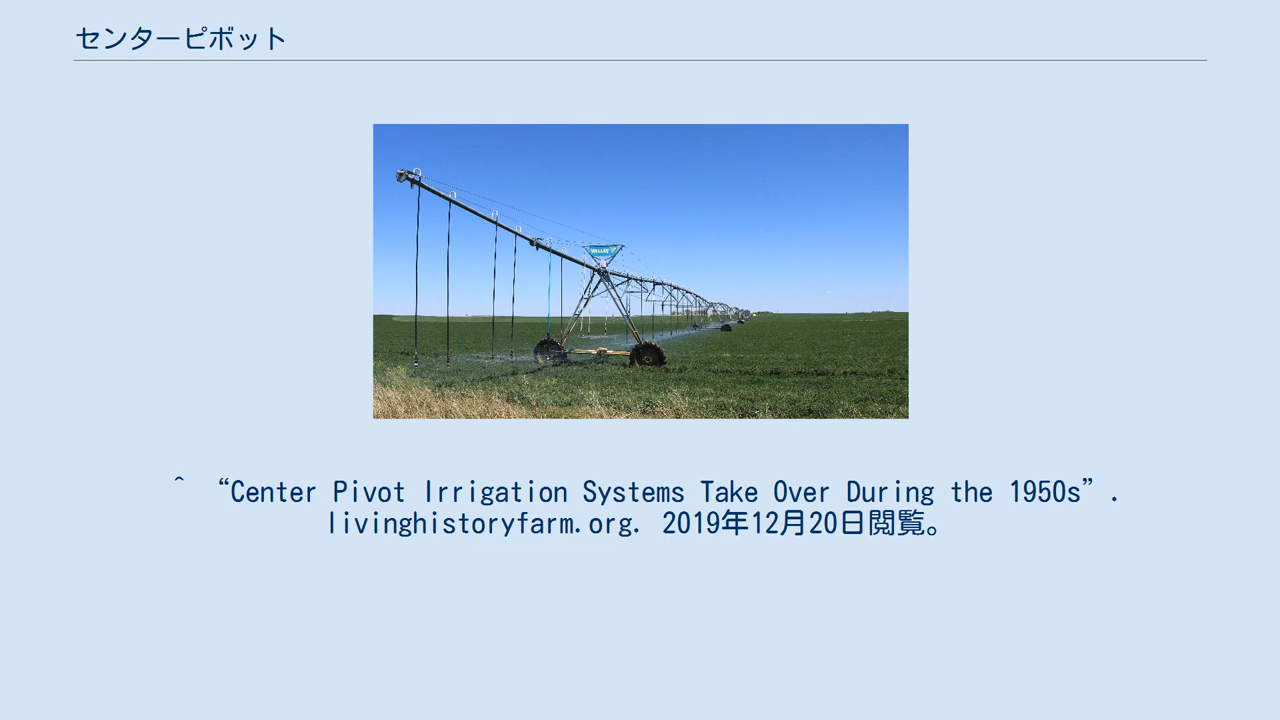 センターピボット
VALLEY
^ “Center Pivot Irrigation Systems Take Over During the 1950s”.
livinghistoryfarm.org. 2019年12月20日閲覧。